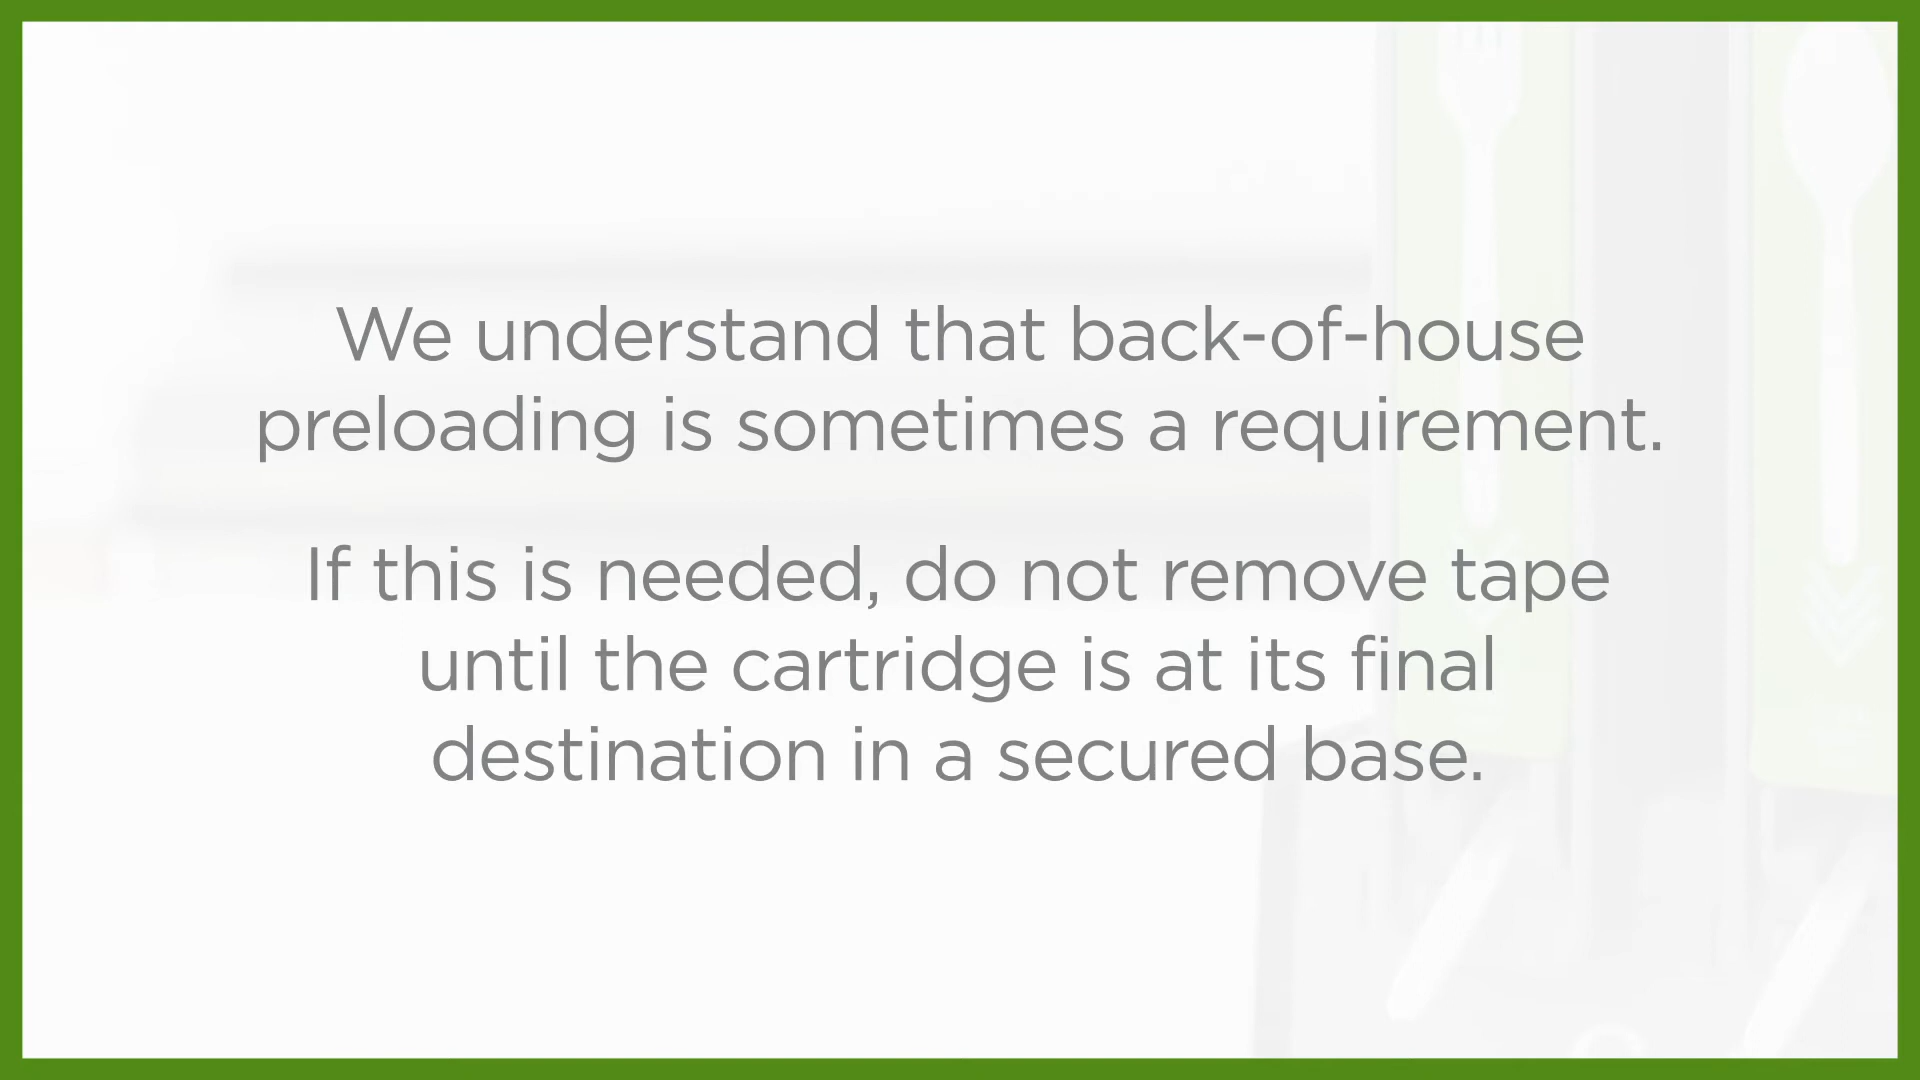 We understand that back-of-house
preloading is sometimes a requirement.
If this is needed, do not remove tape
until the cartridge is at its final
destination in a secured base.